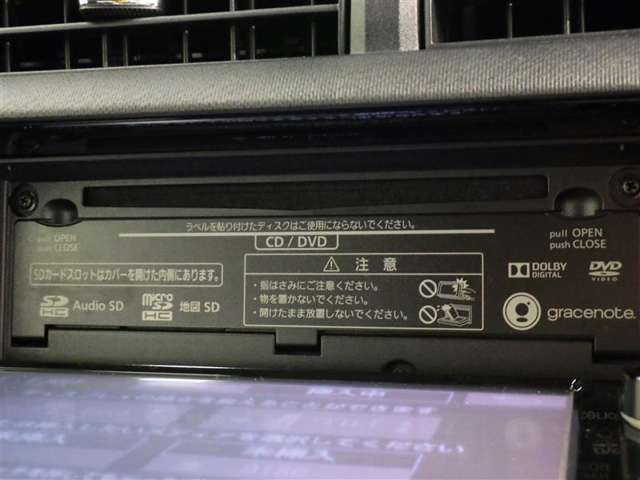 ラベルを貼り付けたディスクはご使用にならないでください。
CD / DVD
pull OPEN
push CLOSE
pull OPEN
push CLOSE
SDカードスロットはカバーを開けた内側にあります。
SD HC Audio SD
micro SD HC 地図 SD
注 意
・指はさみにご注意ください。
・物を置かないでください。
・開けたまま放置しないでください。
DOLBY DIGITAL
DVD VIDEO
gracenote.